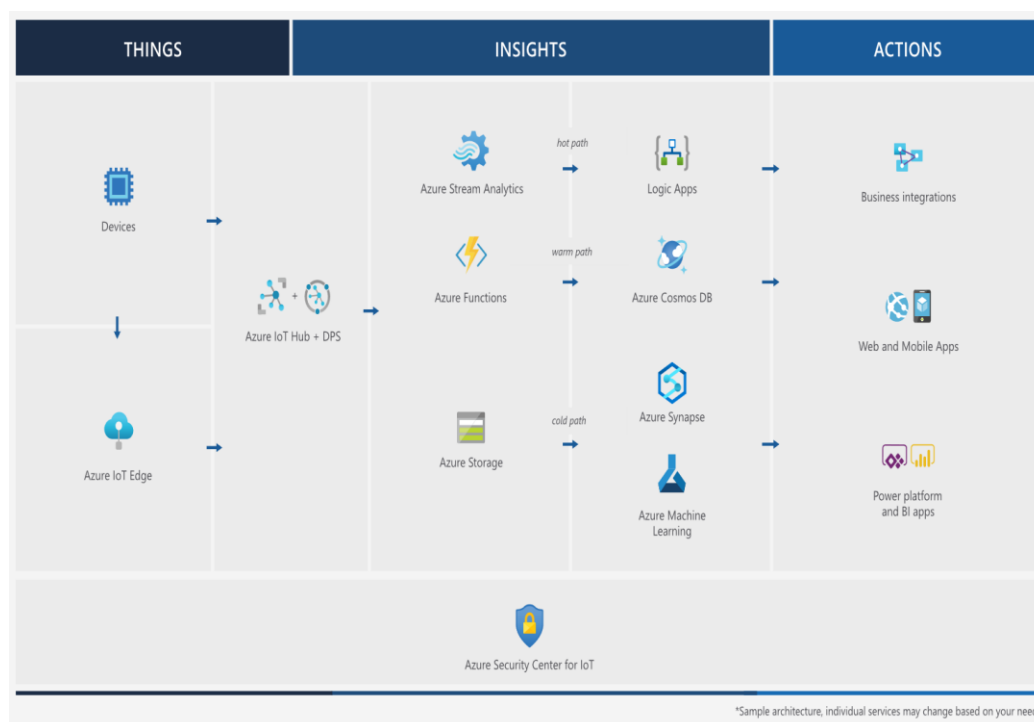 THINGS
INSIGHTS
ACTIONS
hot path
Azure Stream Analytics
Logic Apps
Business integrations
Devices
warm path
Azure Functions
Azure Cosmos DB
+
Azure IoT Hub + DPS
Web and Mobile Apps
cold path
Azure Synapse
Azure IoT Edge
Azure Storage
Azure Machine
Learning
Power platform
and BI apps
Azure Security Center for IoT
*Sample architecture, individual services may change based on your nee